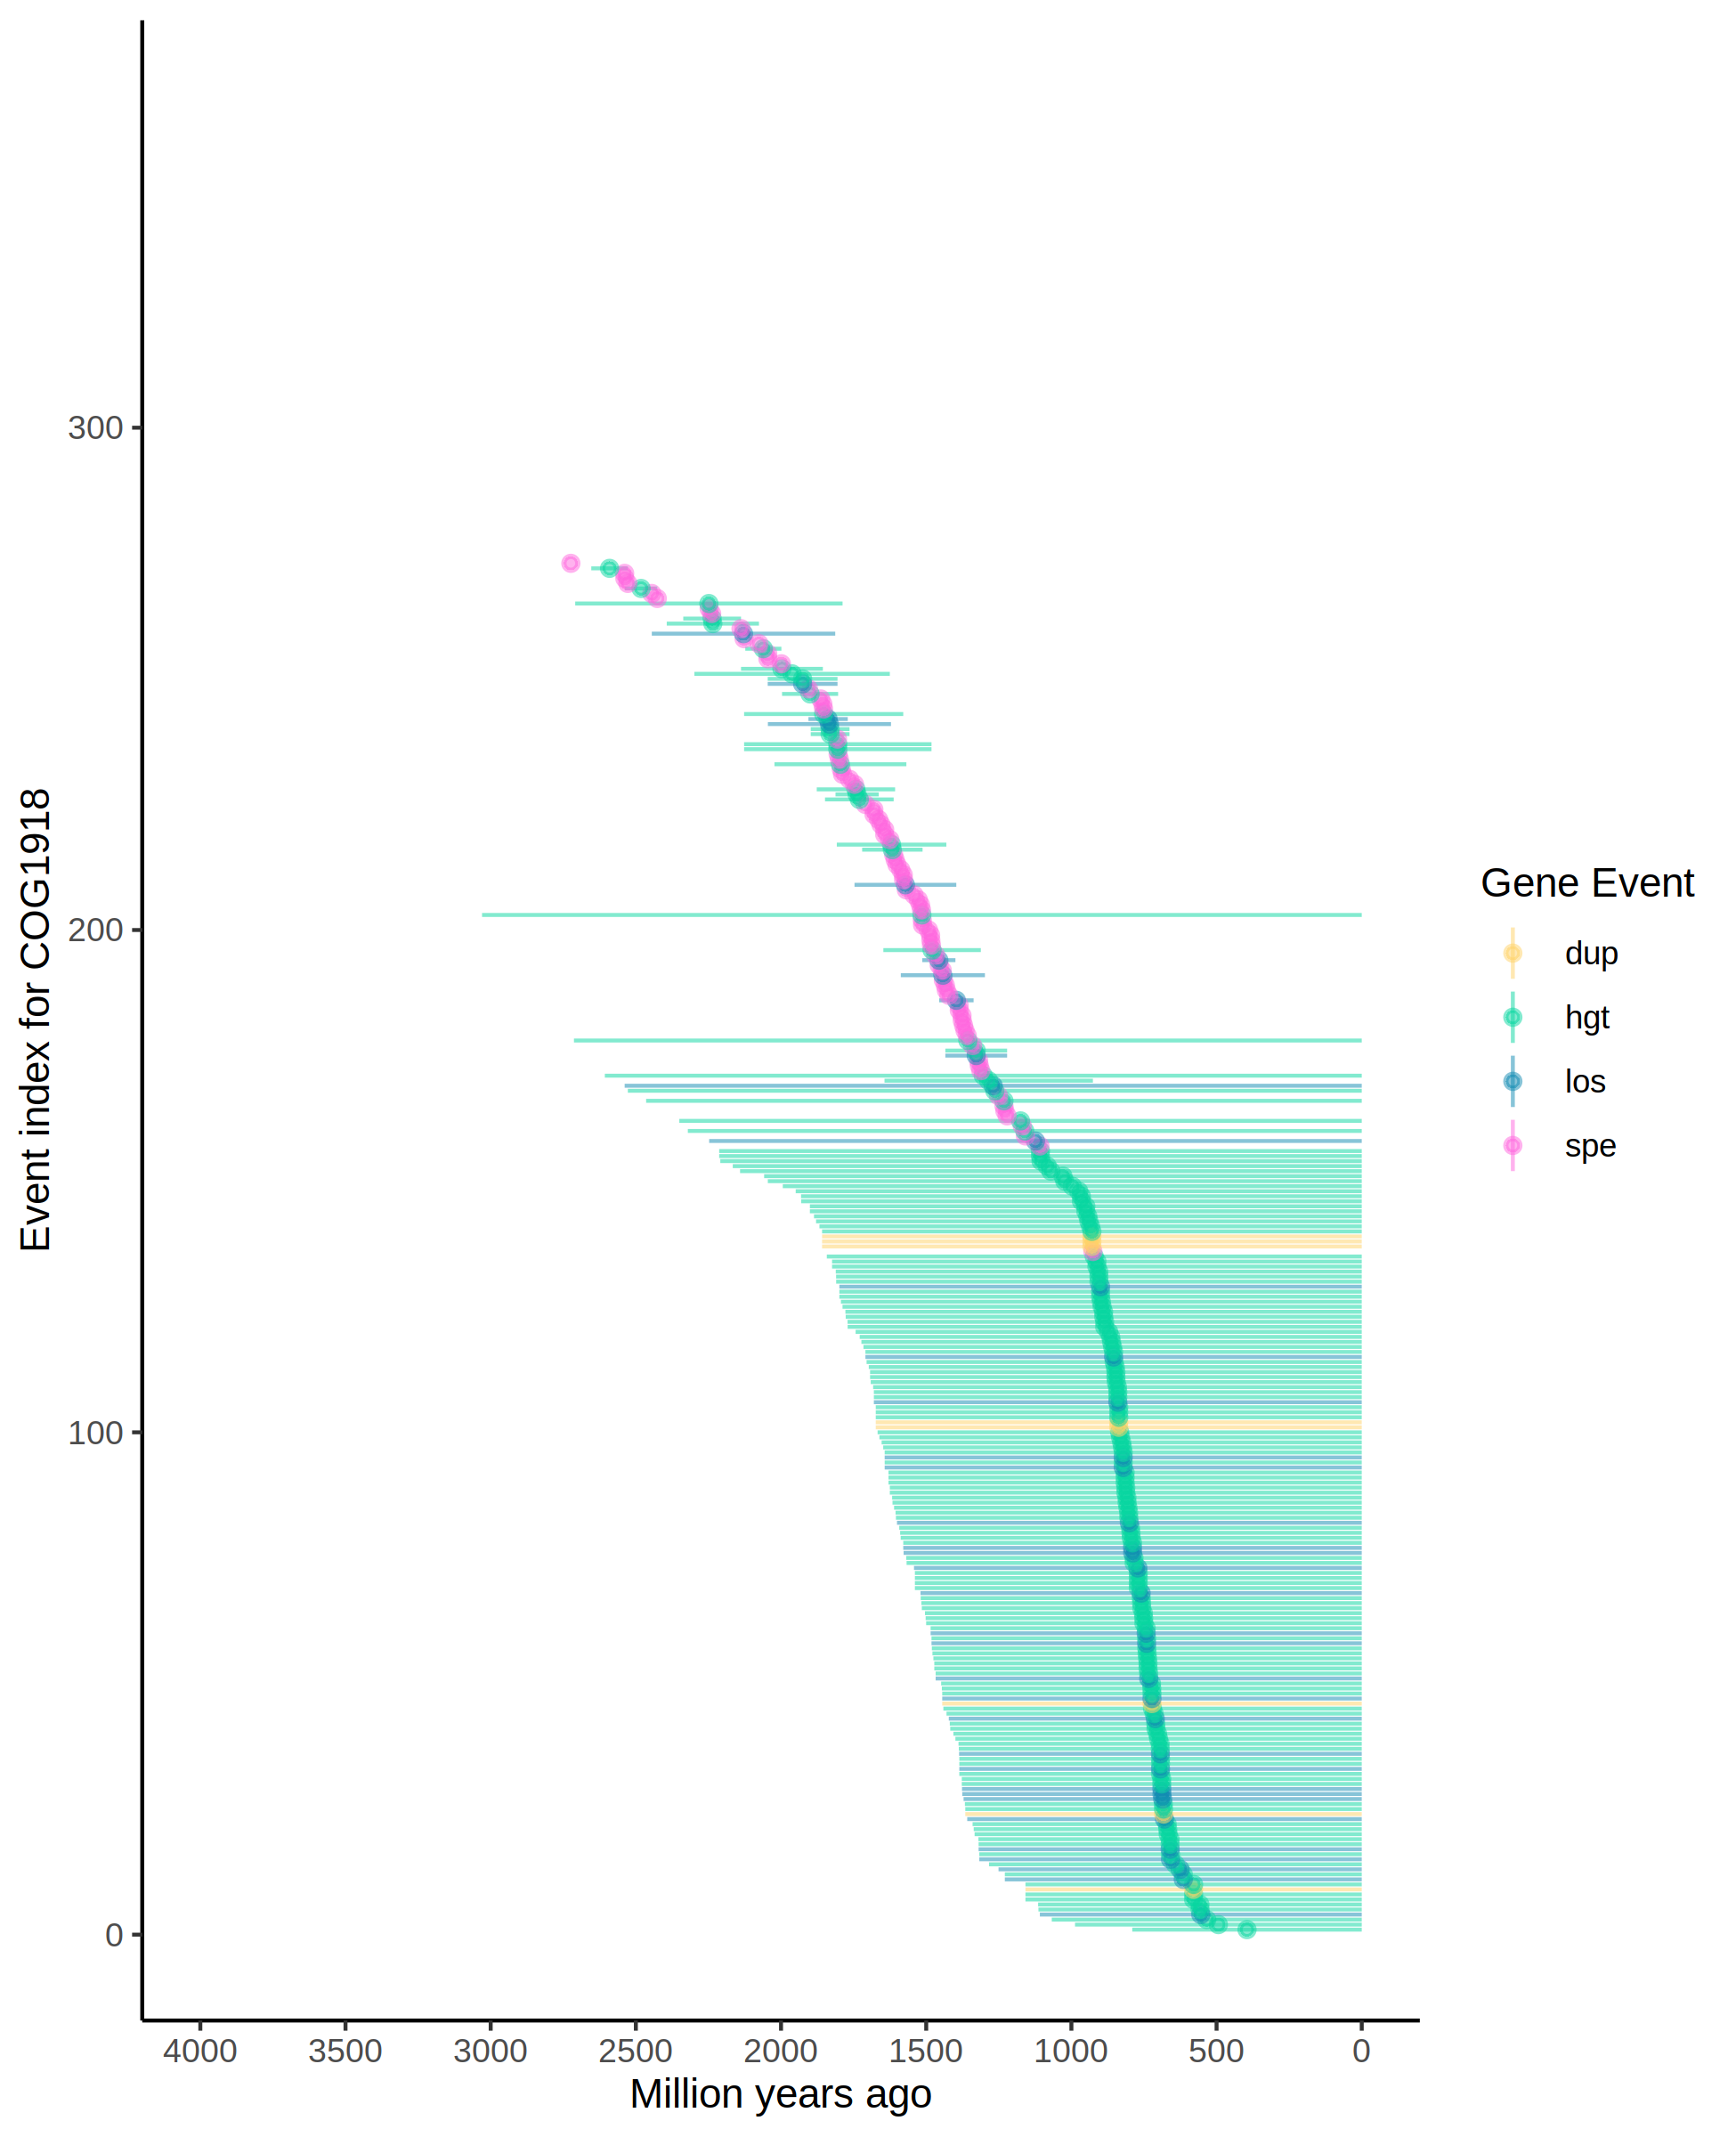 Event index for COG1918
300
200
100
0
4000 3500 3000 2500 2000 1500 1000 500 0
Million years ago
Gene Event
dup
hgt
los
spe